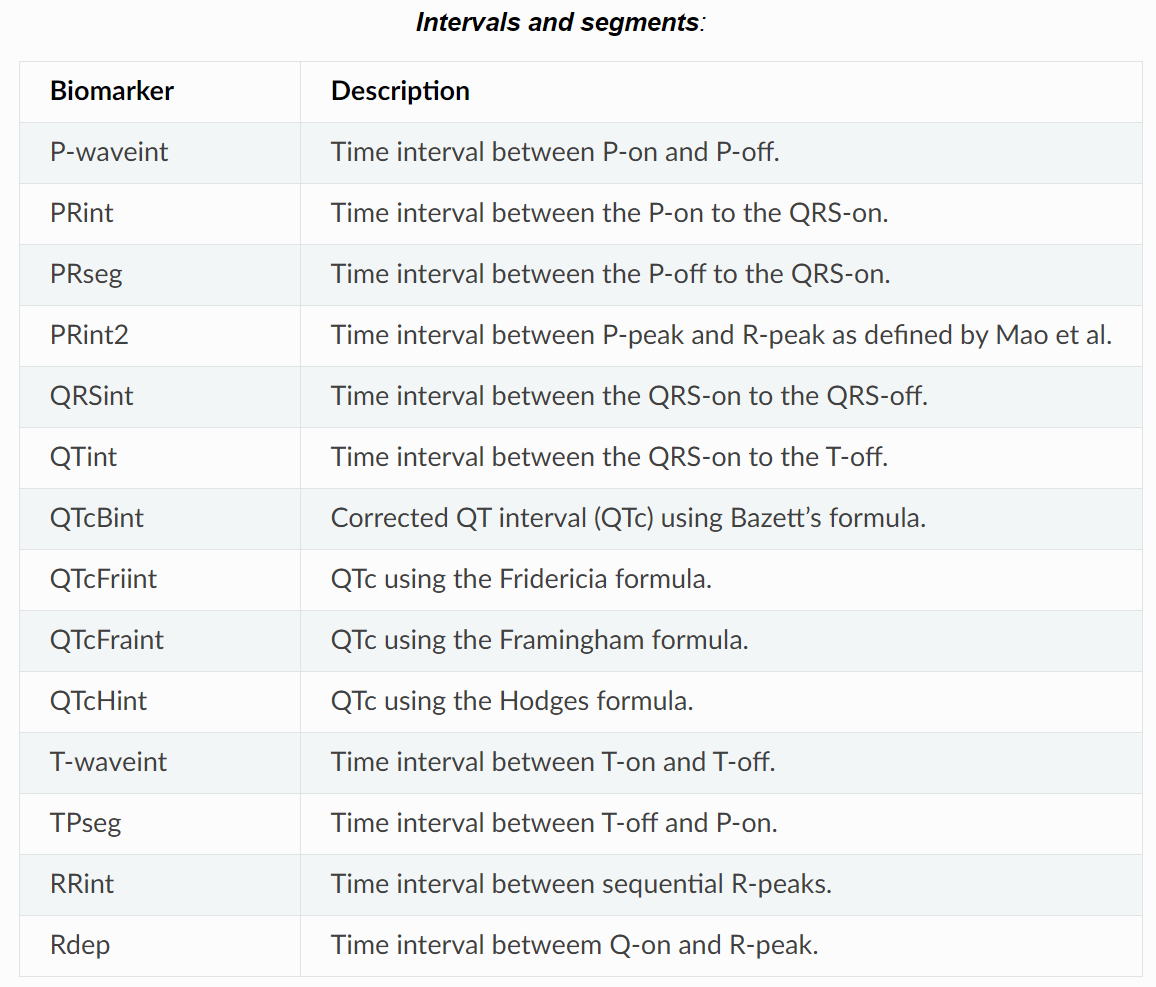 Intervals and segments:
Biomarker Description
P-waveint Time interval between P-on and P-off.
PRint Time interval between the P-on to the QRS-on.
PRseg Time interval between the P-off to the QRS-on.
PRint2 Time interval between P-peak and R-peak as defined by Mao et al.
QRSint Time interval between the QRS-on to the QRS-off.
QTint Time interval between the QRS-on to the T-off.
QTcBint Corrected QT interval (QTc) using Bazett’s formula.
QTcFriint QTc using the Fridericia formula.
QTcFraint QTc using the Framingham formula.
QTcHint QTc using the Hodges formula.
T-waveint Time interval between T-on and T-off.
TPseg Time interval between T-off and P-on.
RRint Time interval between sequential R-peaks.
Rdep Time interval betweem Q-on and R-peak.